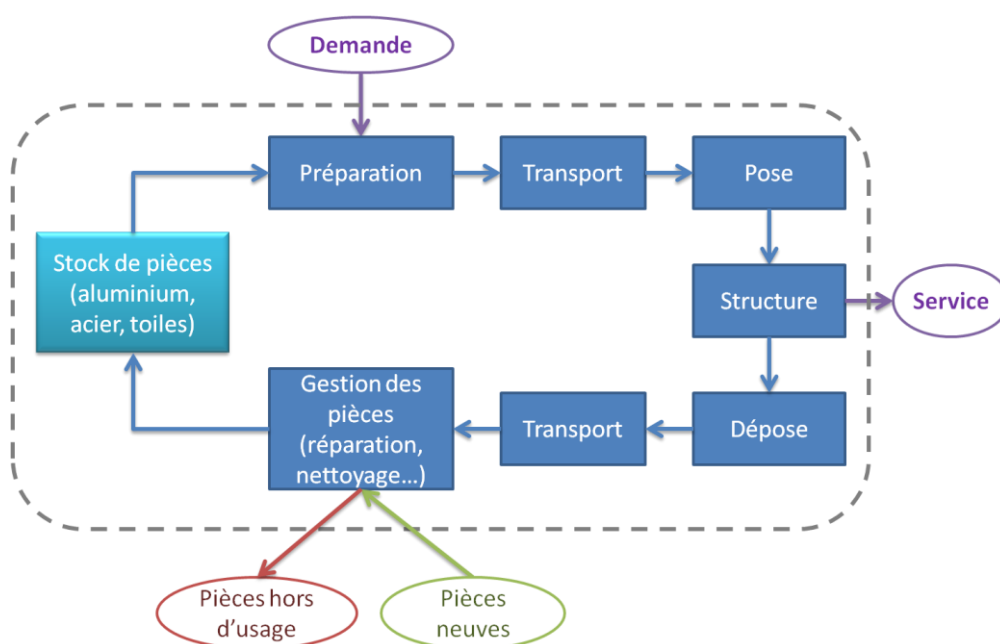 Demande
Préparation
Transport
Pose
Stock de pièces
(aluminium,
acier, toiles)
Structure
Service
Gestion des
pièces
(réparation,
nettoyage…)
Transport
Dépose
Pièces hors
d’usage
Pièces
neuves